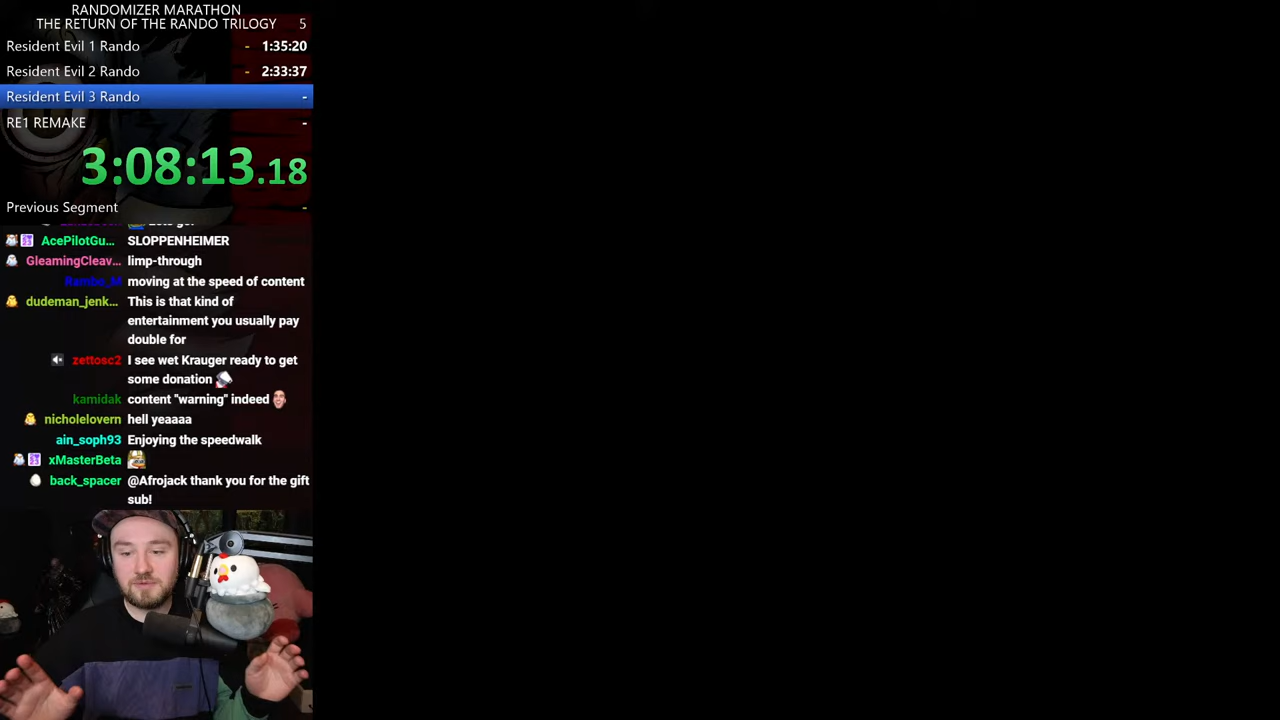 RANDOMIZER MARATHON
THE RETURN OF THE RANDO TRILOGY 5
Resident Evil 1 Rando - 1:35:20
Resident Evil 2 Rando - 2:33:37
Resident Evil 3 Rando -
RE1 REMAKE -
3:08:13.18
Previous Segment -
AcePilotGu... SLOPPENHEIMER
GleamingCleav... limp-through
Rambo_M moving at the speed of content
dudeman_jenk... This is that kind of
entertainment you usually pay
double for
zettosc2 I see wet Krauger ready to get
some donation
kamidak content "warning" indeed
nicholelovern hell yeaaaa
ain_soph93 Enjoying the speedwalk
xMasterBeta
back_spacer @Afrojack thank you for the gift
sub!